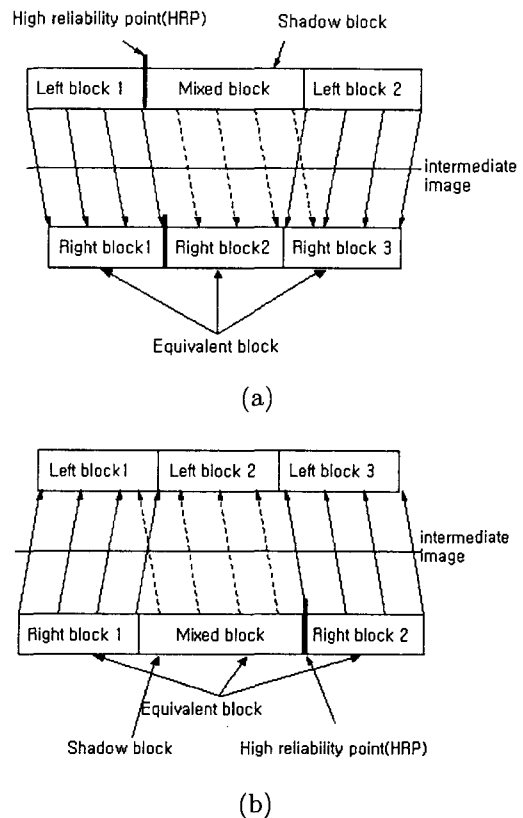 High reliability point(HRP)
Shadow block
Left block 1 Mixed block Left block 2
intermediate
image
Right block1 Right block2 Right block 3
Equivalent block
(a)
Left block1 Left block 2 Left block 3
intermediate
image
Right block 1 Mixed block Right block 2
Equivalent block
Shadow block High reliability point(HRP)
(b)